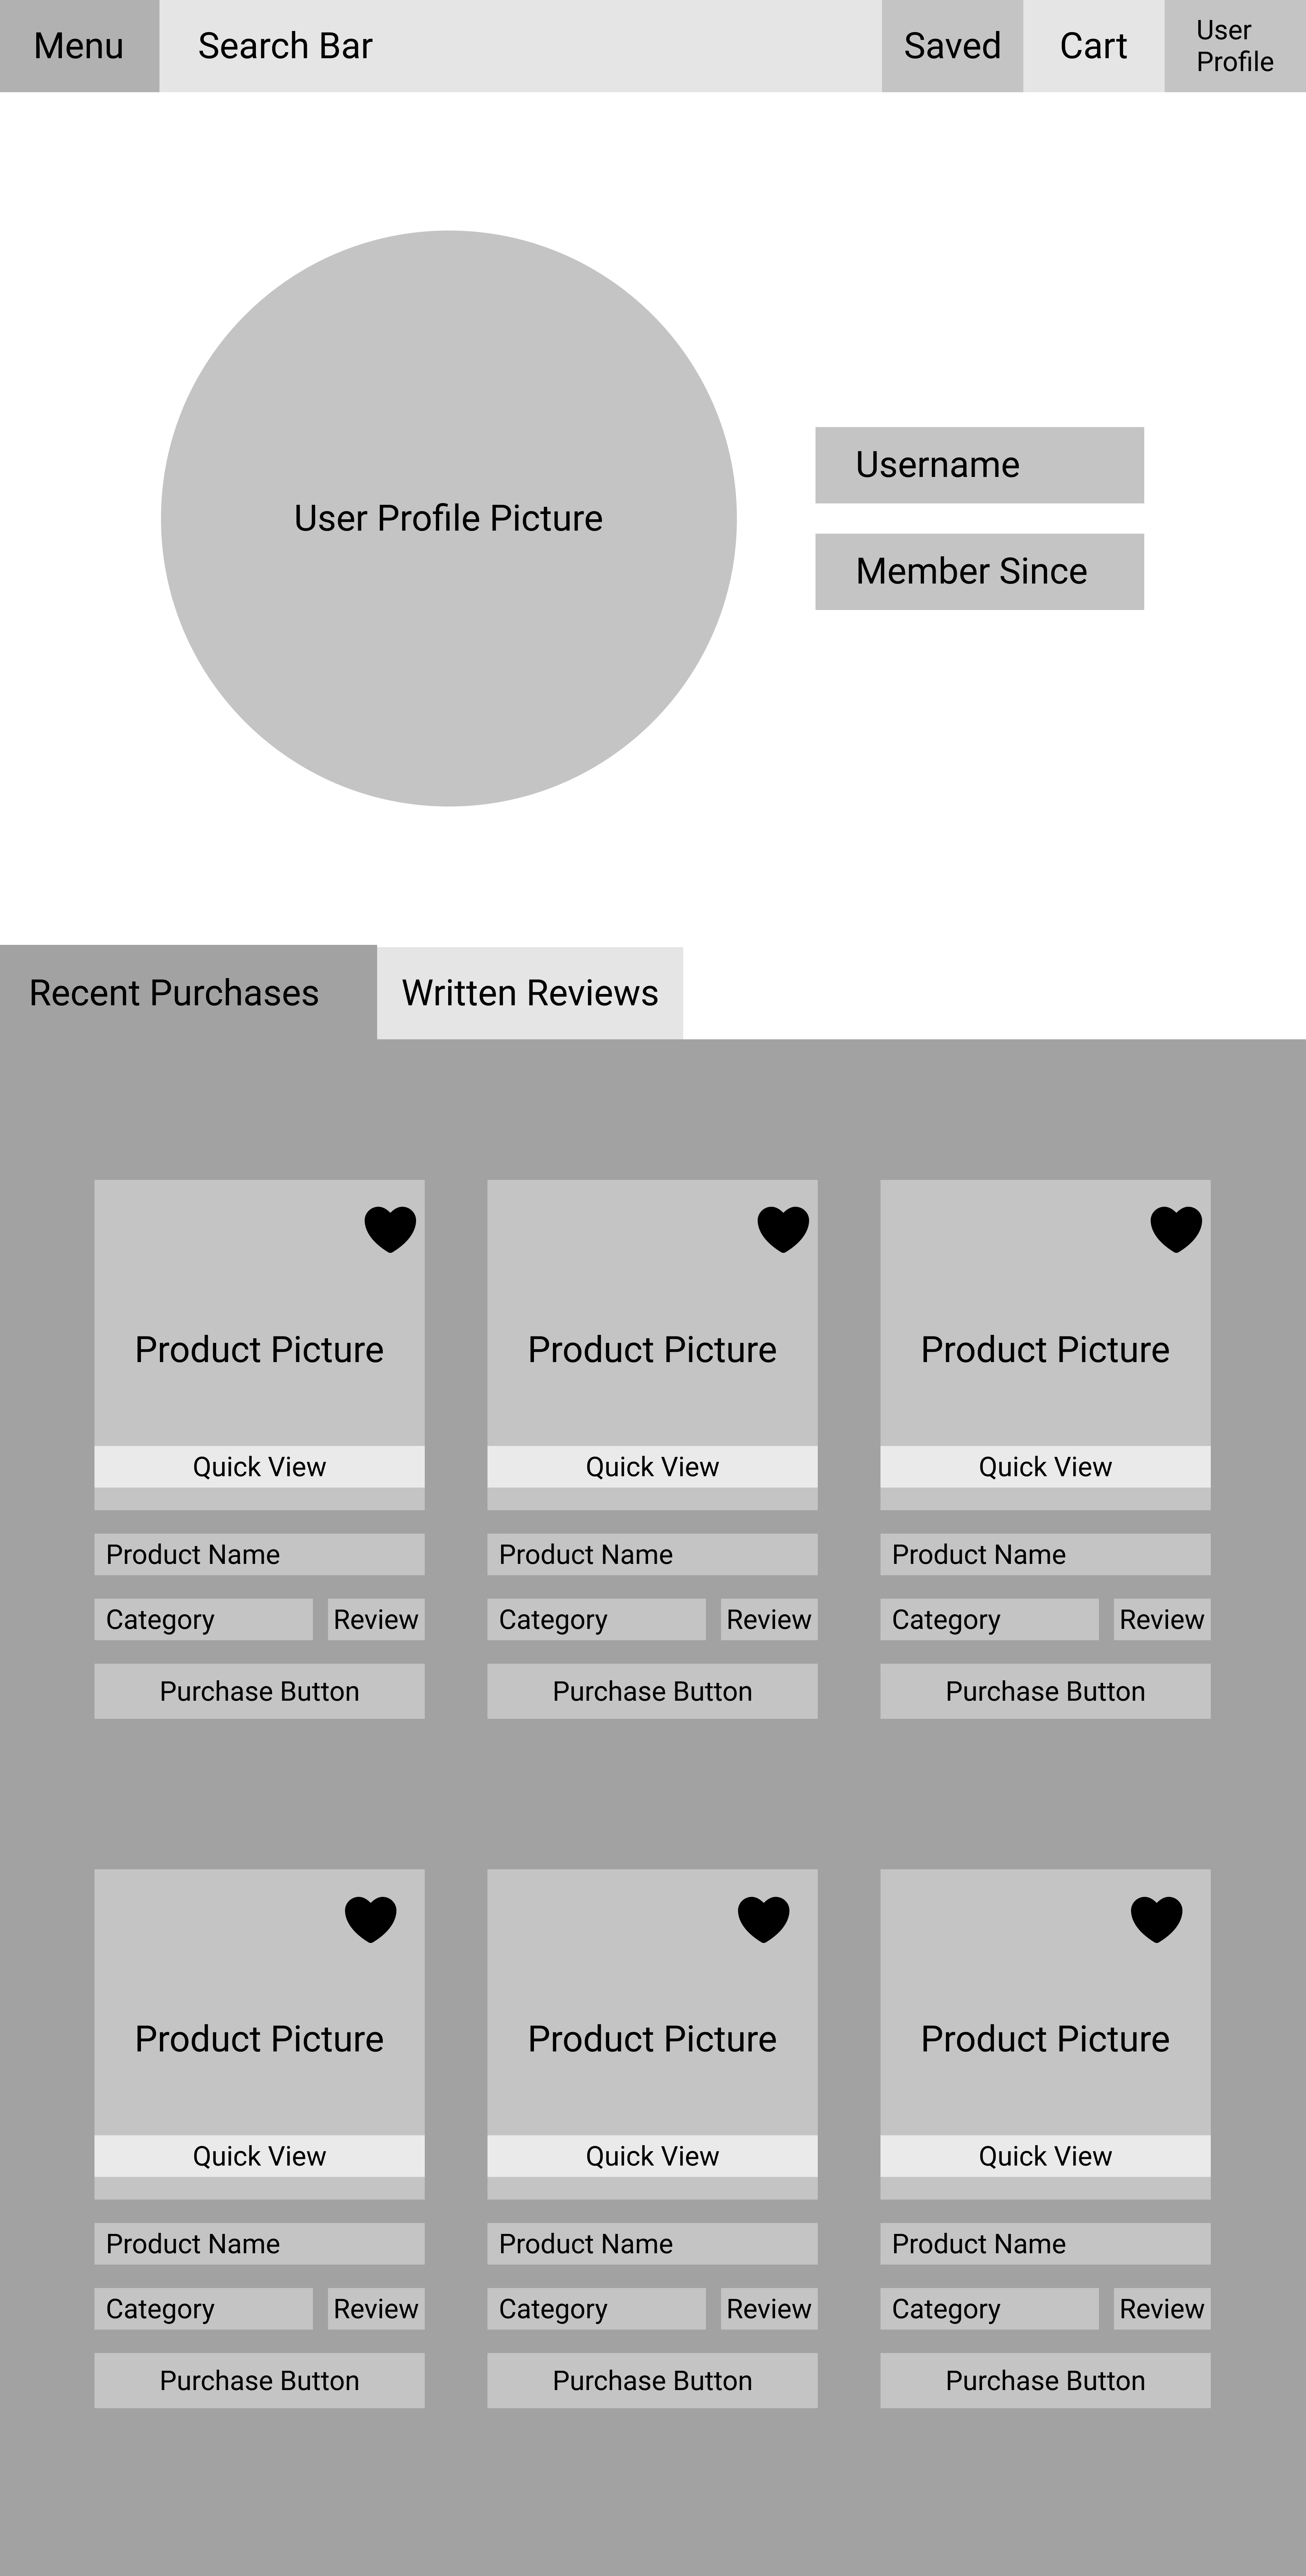 Menu
Search Bar
Saved
Cart
User
Profile
User Profile Picture
Username
Member Since
Recent Purchases
Written Reviews
Product Picture
Product Picture
Product Picture
Quick View
Quick View
Quick View
Product Name
Product Name
Product Name
Category
Review
Category
Review
Category
Review
Purchase Button
Purchase Button
Purchase Button
Product Picture
Product Picture
Product Picture
Quick View
Quick View
Quick View
Product Name
Product Name
Product Name
Category
Review
Category
Review
Category
Review
Purchase Button
Purchase Button
Purchase Button